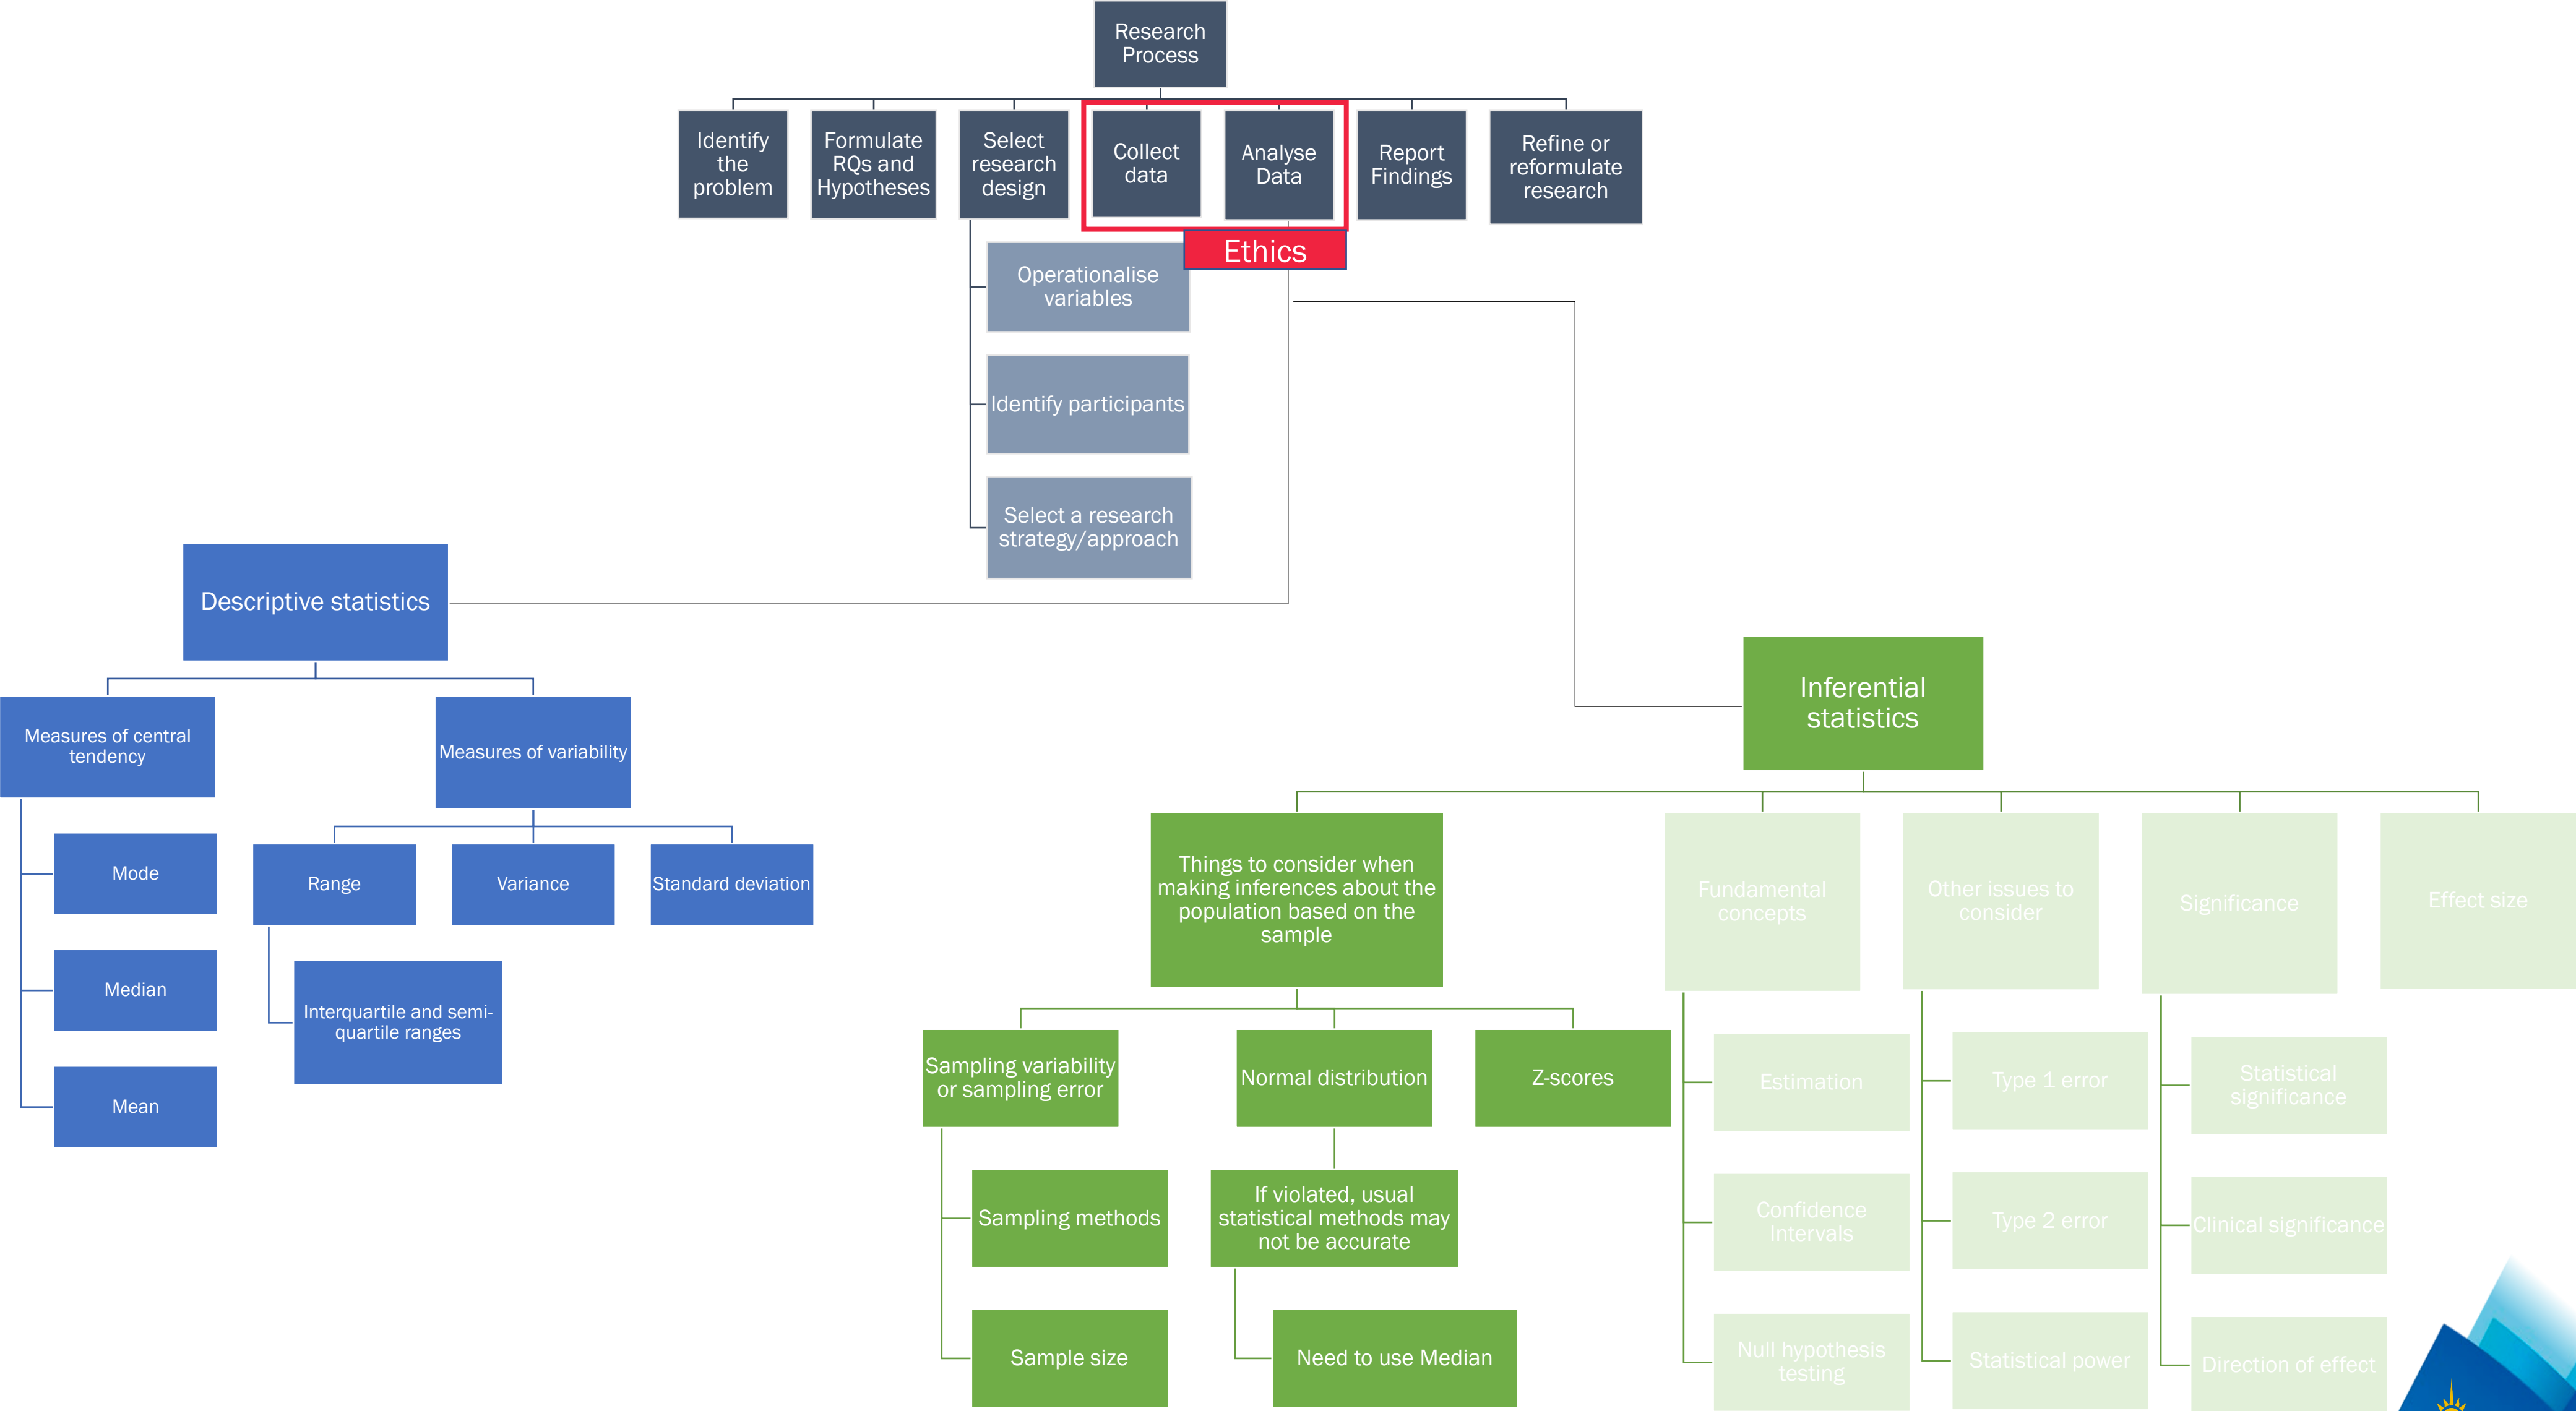 Research
Process
Identify
the
problem
Formulate
RQs and
Hypotheses
Select
research
design
Collect
data
Analyse
Data
Report
Findings
Refine or
reformulate
research
Ethics
Operationalise
variables
Identify participants
Select a research
strategy/approach
Descriptive statistics
Measures of central
tendency
Mode
Median
Mean
Measures of variability
Range
Variance
Standard deviation
Interquartile and semi-
quartile ranges
Inferential
statistics
Things to consider when
making inferences about the
population based on the
sample
Sampling variability
or sampling error
Sampling methods
Sample size
Normal distribution
If violated, usual
statistical methods may
not be accurate
Need to use Median
Z-scores
Fundamental
concepts
Estimation
Confidence
Intervals
Null hypothesis
testing
Other issues to
consider
Type 1 error
Type 2 error
Statistical power
Significance
Statistical
significance
Clinical significance
Direction of effect
Effect size